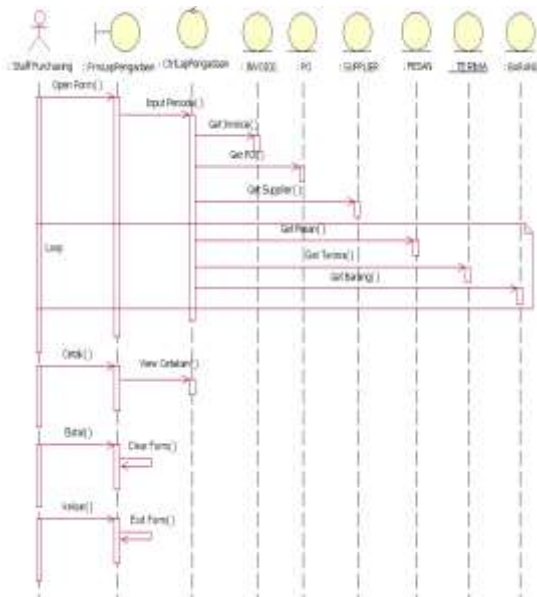 : Staff Purchasing
: FrmLapPengadaan
: CtrlLapPengadaan
: INVOICE
: PO
: SUPPLIER
: PESAN
: TERIMA
: BARANG
Open Form( )
Input Periode( )
Get Invoice( )
Get PO( )
Get Supplier( )
Get Pesan( )
Loop
Get Terima( )
Get Barang( )
Cetak( )
View Cetakan( )
Batal( )
Clear Form( )
Keluar( )
Exit Form( )